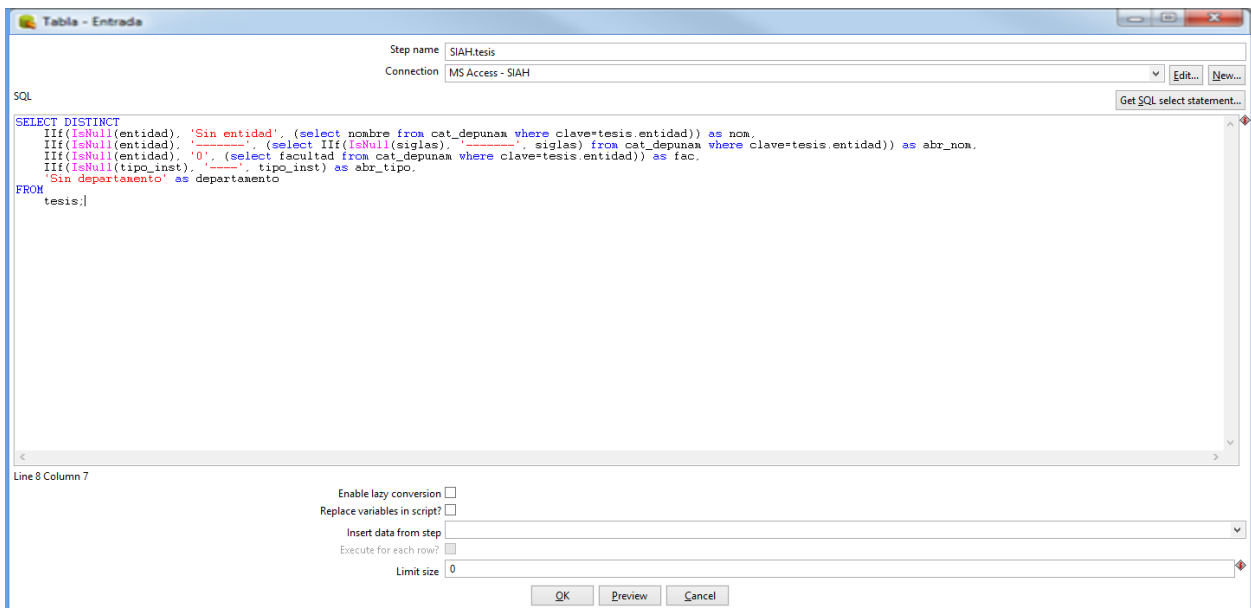 Tabla - Entrada
Step name SIAH.tesis
Connection MS Access - SIAH Edit... New...
SQL Get SQL select statement...
SELECT DISTINCT
IIf(IsNull(entidad), 'Sin entidad', (select nombre from cat_depunam where clave=tesis.entidad)) as nom,
IIf(IsNull(entidad), '-------', (select IIf(IsNull(siglas), '-------', siglas) from cat_depunam where clave=tesis.entidad)) as abr_nom,
IIf(IsNull(entidad), '0', (select facultad from cat_depunam where clave=tesis.entidad)) as fac,
IIf(IsNull(tipo_inst), '----', tipo_inst) as abr_tipo,
'Sin departamento' as departamento
FROM
tesis;
Line 8 Column 7
Enable lazy conversion
Replace variables in script?
Insert data from step
Execute for each row?
Limit size 0
OK Preview Cancel